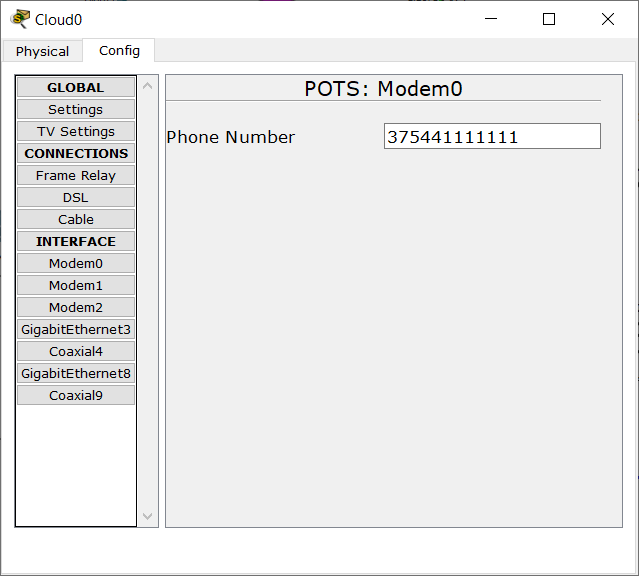 Cloud0
Physical
Config
GLOBAL
Settings
TV Settings
CONNECTIONS
Frame Relay
DSL
Cable
INTERFACE
Modem0
Modem1
Modem2
GigabitEthernet3
Coaxial4
GigabitEthernet8
Coaxial9
POTS: Modem0
Phone Number 375441111111